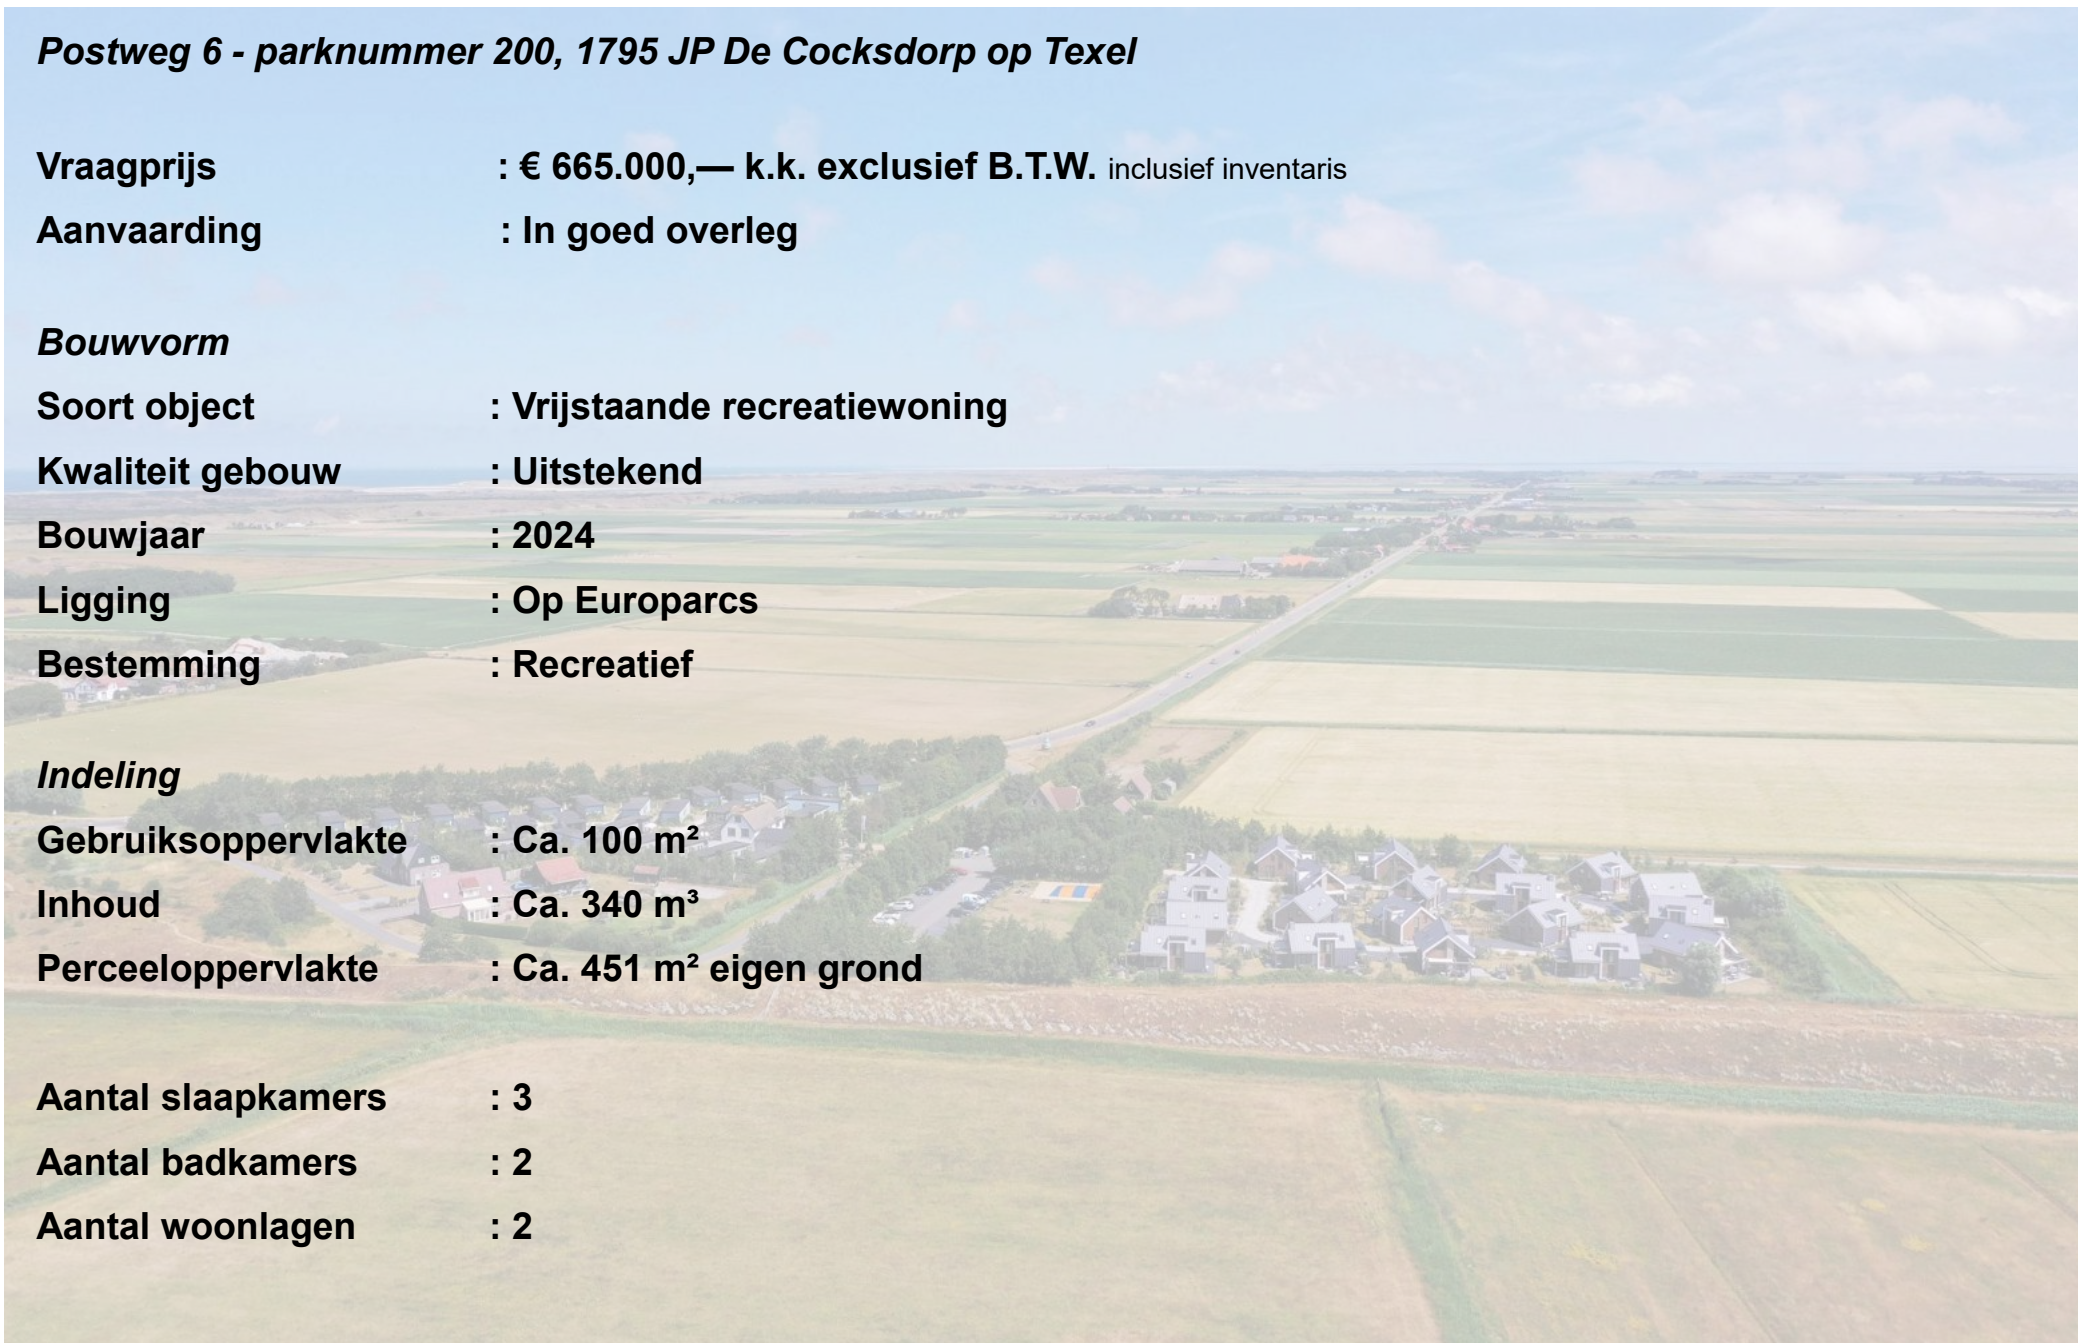 Postweg 6 - parknummer 200, 1795 JP De Cocksdorp op Texel
Vraagprijs : € 665.000,— k.k. exclusief B.T.W. inclusief inventaris
Aanvaarding : In goed overleg
Bouwvorm
Soort object : Vrijstaande recreatiewoning
Kwaliteit gebouw : Uitstekend
Bouwjaar : 2024
Ligging : Op Europarcs
Bestemming : Recreatief
Indeling
Gebruiksoppervlakte : Ca. 100 m²
Inhoud : Ca. 340 m³
Perceeloppervlakte : Ca. 451 m² eigen grond
Aantal slaapkamers : 3
Aantal badkamers : 2
Aantal woonlagen : 2